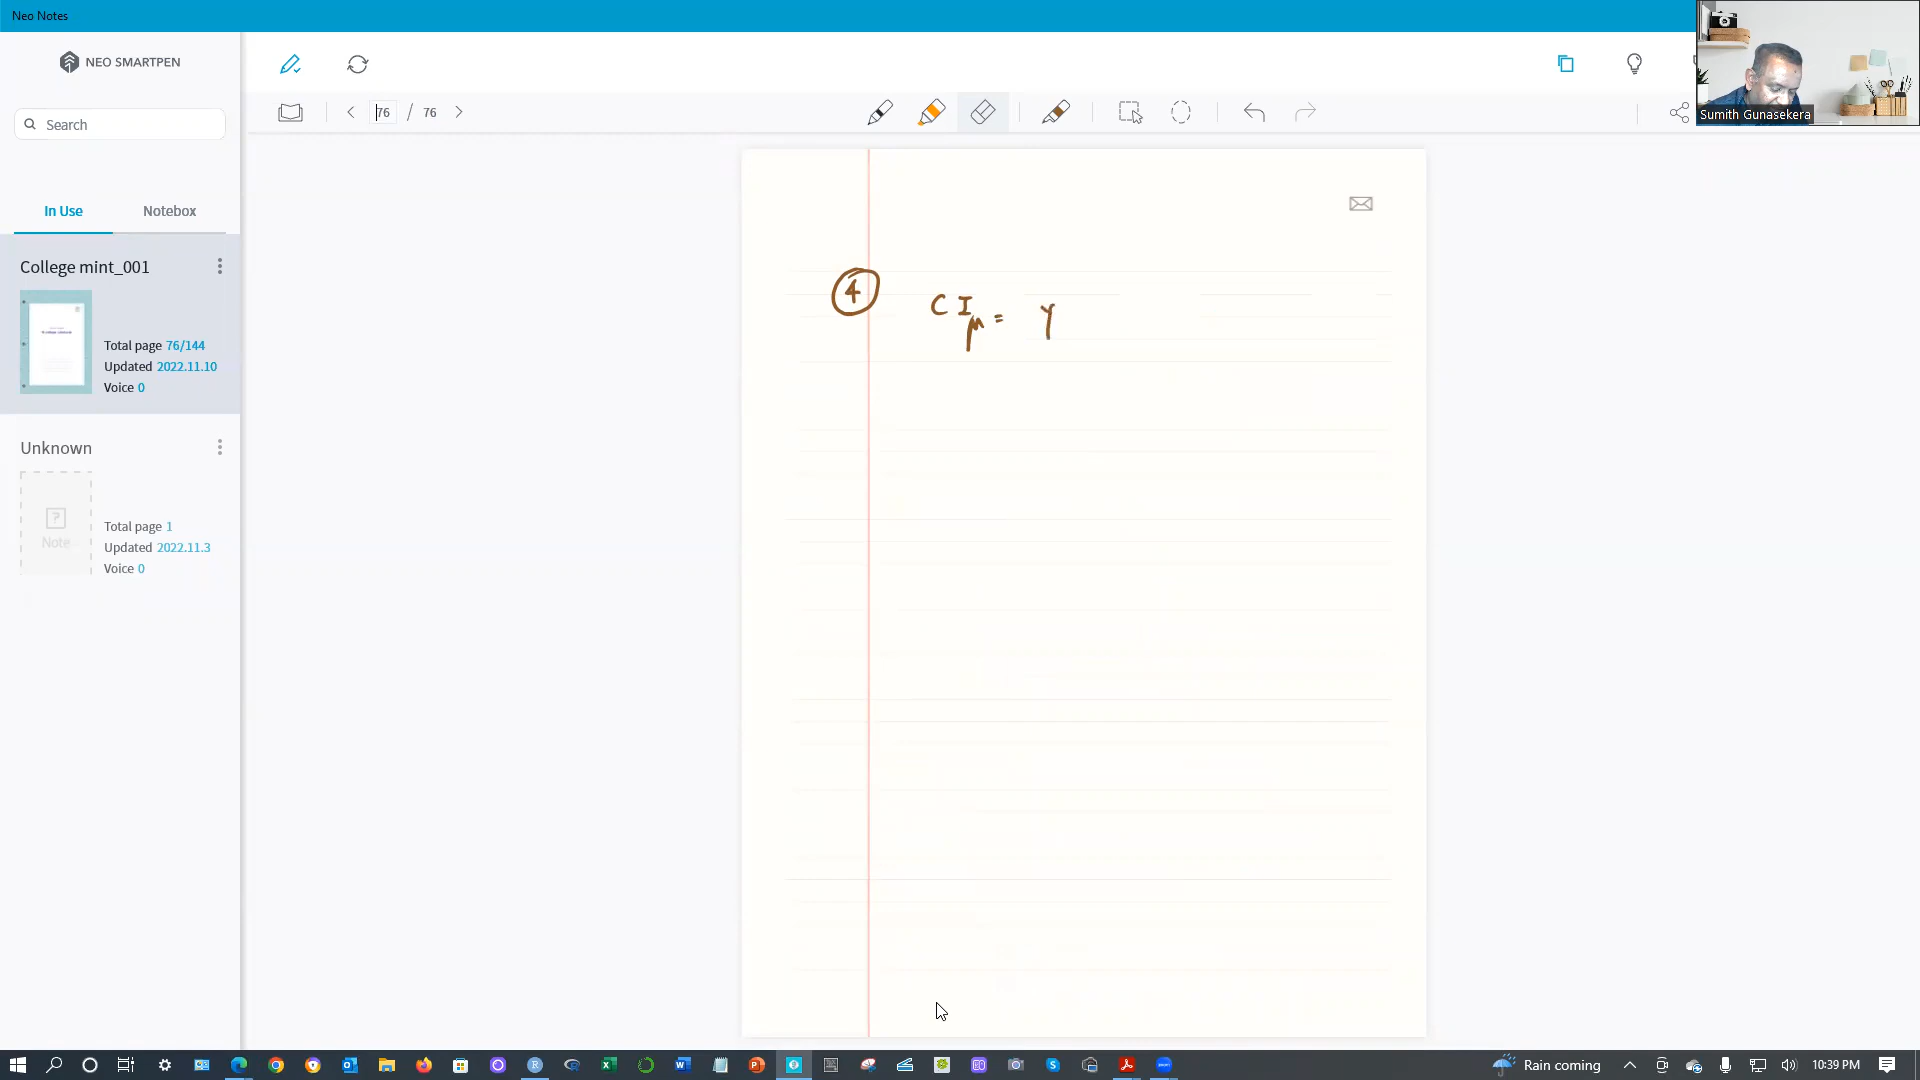 Neo Notes
NEO SMARTPEN
Search
76 / 76
Sumith Gunasekera
In Use Notebox
College mint_001
Total page 76/144
Updated 2022.11.10
Voice 0
Unknown
Note
Total page 1
Updated 2022.11.3
Voice 0
④ CI μ = Y
Rain coming
10:39 PM